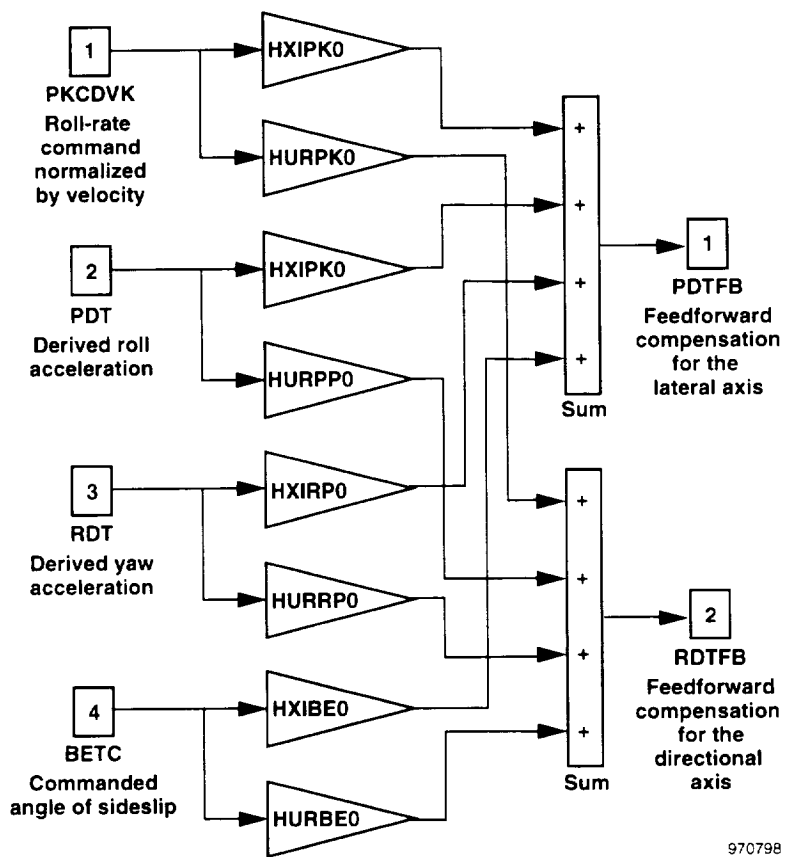 1
PKCDVK
Roll-rate
command
normalized
by velocity
HXIPK0
HURPK0
2
PDT
Derived roll
acceleration
HXIPK0
HURPP0
3
RDT
Derived yaw
acceleration
HXIRP0
HURRP0
4
BETC
Commanded
angle of sideslip
HXIBE0
HURBE0
+
+
+
+
Sum
1
PDTFB
Feedforward
compensation
for the
lateral axis
+
+
+
+
Sum
2
RDTFB
Feedforward
compensation
for the
directional
axis
970798